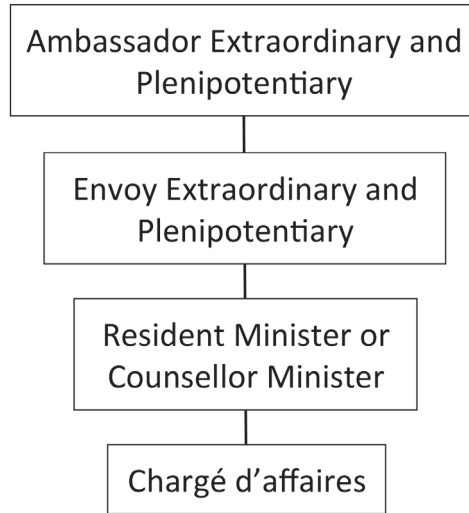 Ambassador Extraordinary and
Plenipotentiary
Envoy Extraordinary and
Plenipotentiary
Resident Minister or
Counsellor Minister
Chargé d’affaires